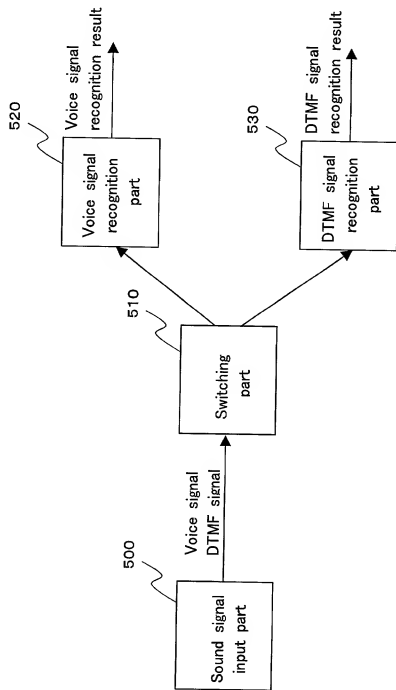 500
Sound signal
input part
Voice signal
DTMF signal
510
Switching
part
520
Voice signal
recognition
part
Voice signal
recognition result
530
DTMF signal
recognition
part
DTMF signal
recognition result